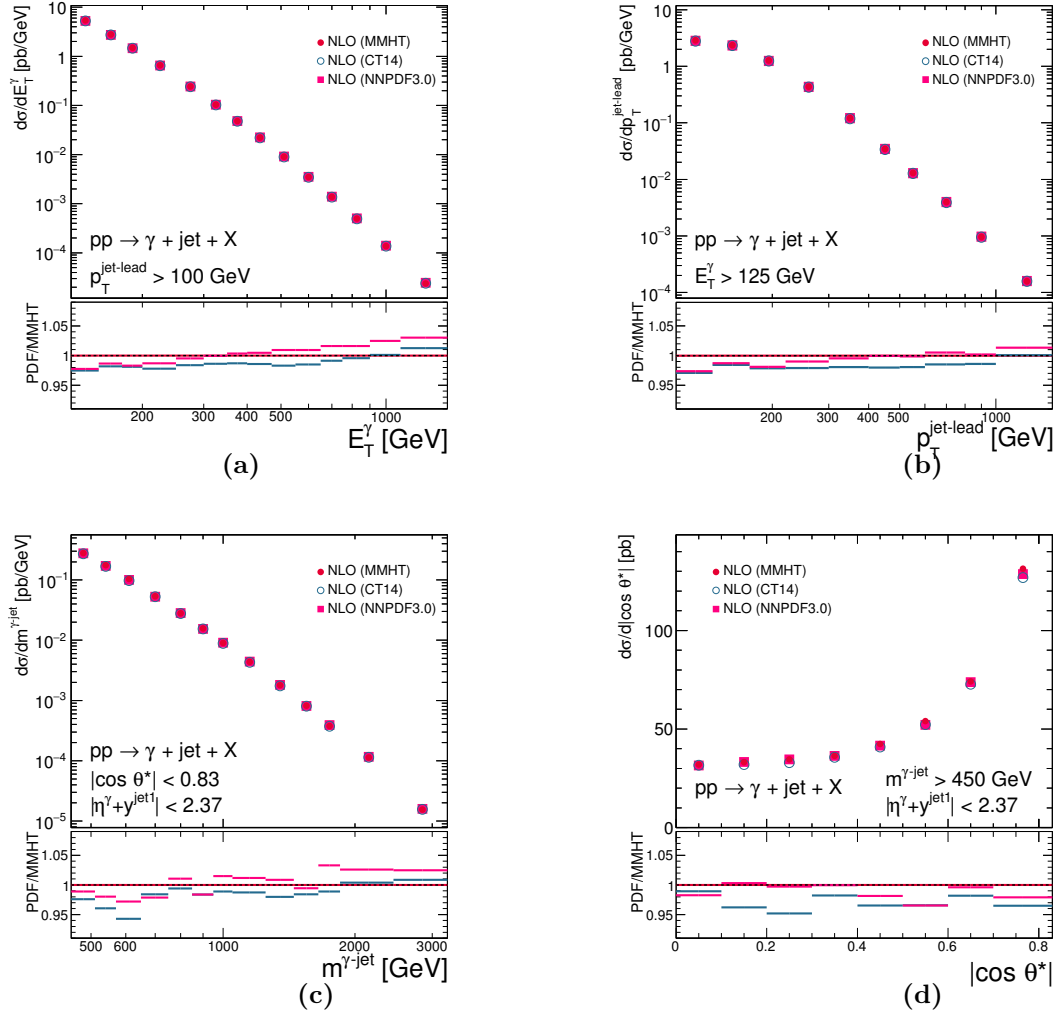 dσ/dE_T^γ [pb/GeV]
10
1
10⁻¹
10⁻²
10⁻³
10⁻⁴
NLO (MMHT)
NLO (CT14)
NLO (NNPDF3.0)
pp → γ + jet + X
p_T^jet-lead > 100 GeV
PDF/MMHT
1.05
1
0.95
200 300 400 500 1000
E_T^γ [GeV]
(a)
dσ/dp_T^jet-lead [pb/GeV]
10
1
10⁻¹
10⁻²
10⁻³
10⁻⁴
NLO (MMHT)
NLO (CT14)
NLO (NNPDF3.0)
pp → γ + jet + X
E_T^γ > 125 GeV
PDF/MMHT
1.05
1
0.95
200 300 400 500 1000
p_T^jet-lead [GeV]
(b)
dσ/dm^γ-jet [pb/GeV]
10⁻¹
10⁻²
10⁻³
10⁻⁴
10⁻⁵
NLO (MMHT)
NLO (CT14)
NLO (NNPDF3.0)
pp → γ + jet + X
|cos θ*| < 0.83
|η^γ+y^jet1| < 2.37
PDF/MMHT
1.05
1
0.95
500 600 1000 2000 3000
m^γ-jet [GeV]
(c)
dσ/d|cos θ*| [pb]
100
50
0
NLO (MMHT)
NLO (CT14)
NLO (NNPDF3.0)
pp → γ + jet + X
m^γ-jet > 450 GeV
|η^γ+y^jet1| < 2.37
PDF/MMHT
1.05
1
0.95
0 0.2 0.4 0.6 0.8
|cos θ*|
(d)